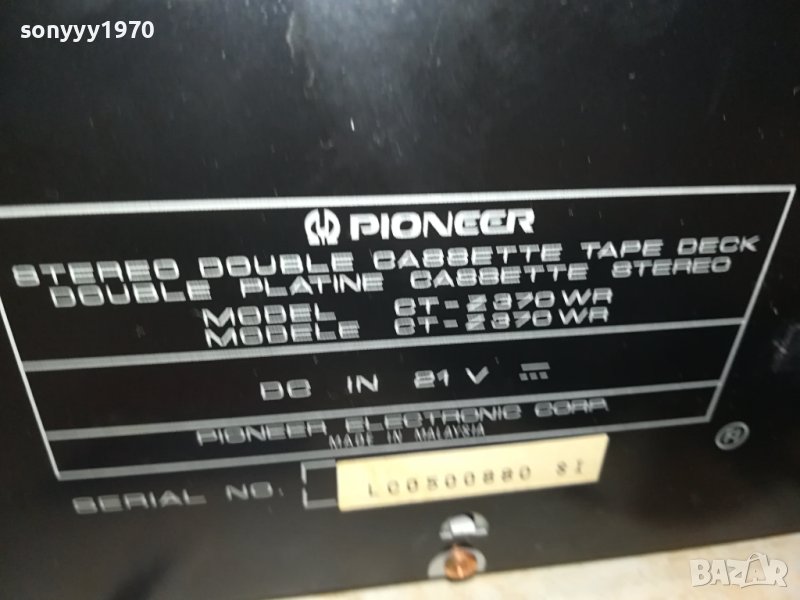 sonyyy1970
PIONEER
STEREO DOUBLE CASSETTE TAPE DECK
DOUBLE PLATINE CASSETTE STEREO
MODEL CT-Z370WR
MODELE CT-Z370WR
DC IN 21 V
PIONEER ELECTRONIC CORP.
MADE IN MALAYSIA
®
SERIAL NO.
LC0500880 SI
BAZAR